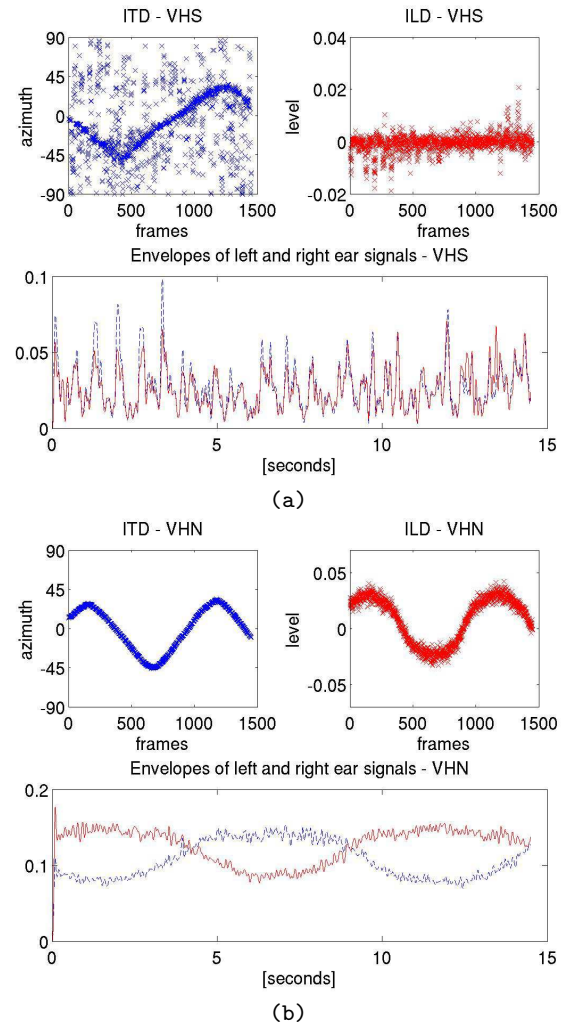 ITD - VHS
90
45
0
-45
-90
azimuth
0 500 1000 1500
frames
ILD - VHS
0.04
0.02
0
-0.02
level
0 500 1000 1500
frames
Envelopes of left and right ear signals - VHS
0.1
0.05
0
0 5 10 15
[seconds]
(a)
ITD - VHN
90
45
0
-45
-90
azimuth
0 500 1000 1500
frames
ILD - VHN
0.05
0
-0.05
level
0 500 1000 1500
frames
Envelopes of left and right ear signals - VHN
0.2
0.1
0
0 5 10 15
[seconds]
(b)